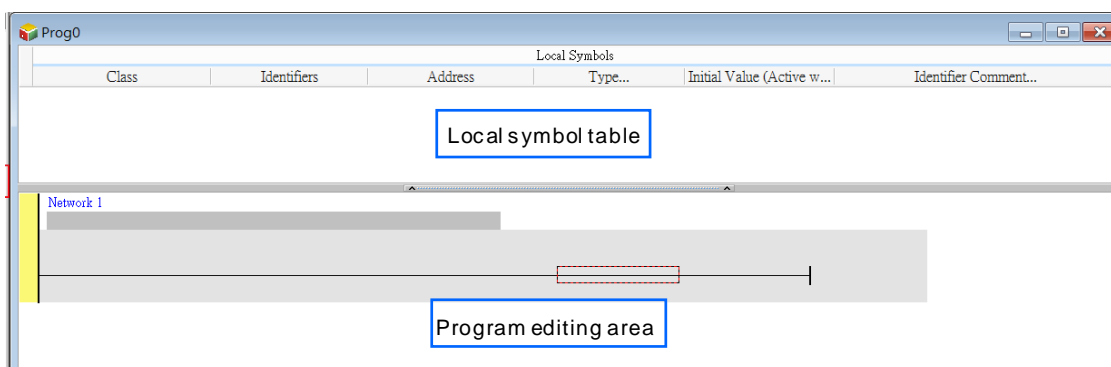 Prog0
Local Symbols
Class Identifiers Address Type... Initial Value (Active w... Identifier Comment...
Local symbol table
Network 1
Program editing area